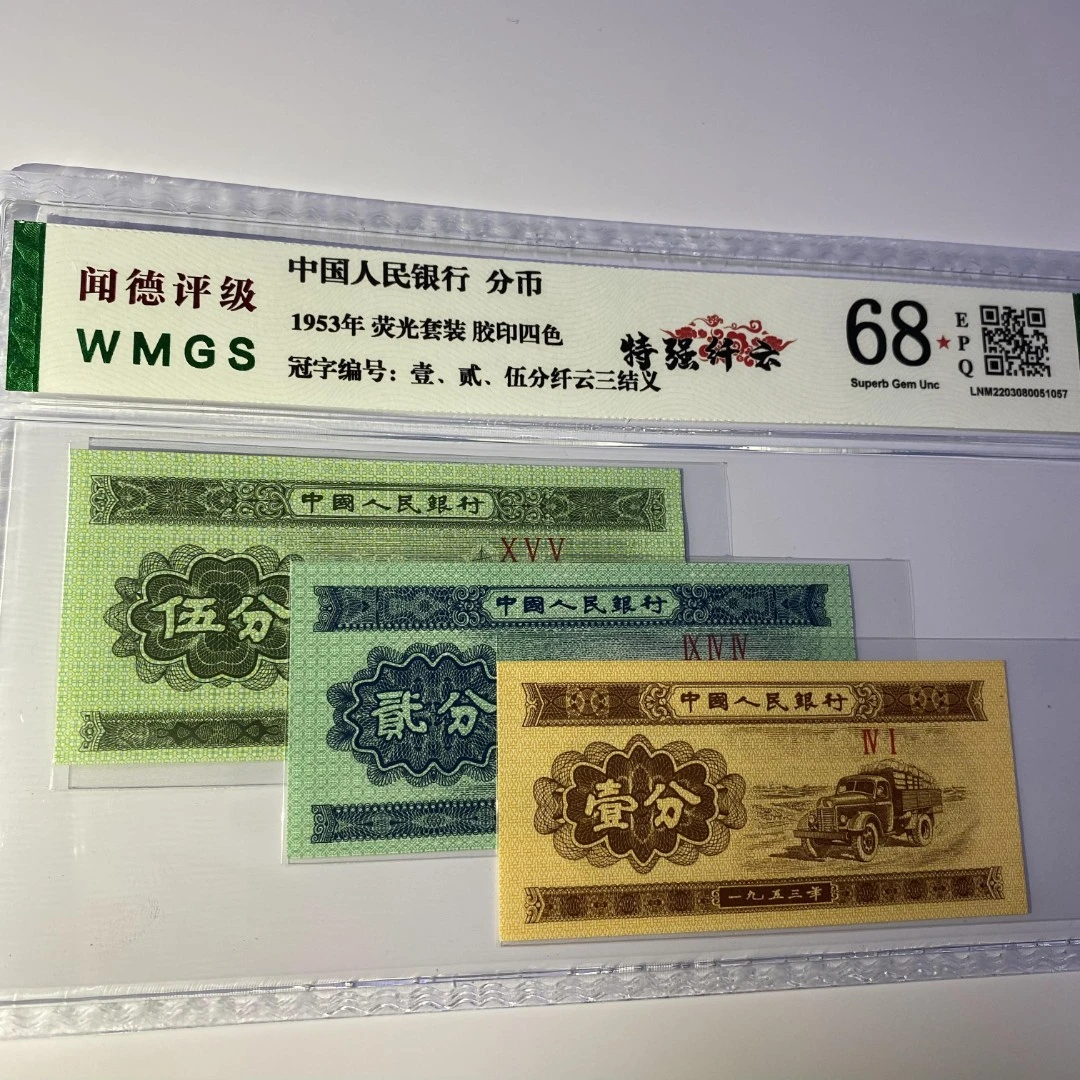 闻德评级
WMGS
中国人民银行 分币
1953年 荧光套装 胶印四色
冠字编号：壹、贰、伍分纤云三结义
特强纤云
68★
EPQ
Superb Gem Unc
LNM2203080051057
中國人民銀行
XVV
伍分
中國人民銀行
IX IV IV
貳分
中國人民銀行
IV I
壹分
一九五三年